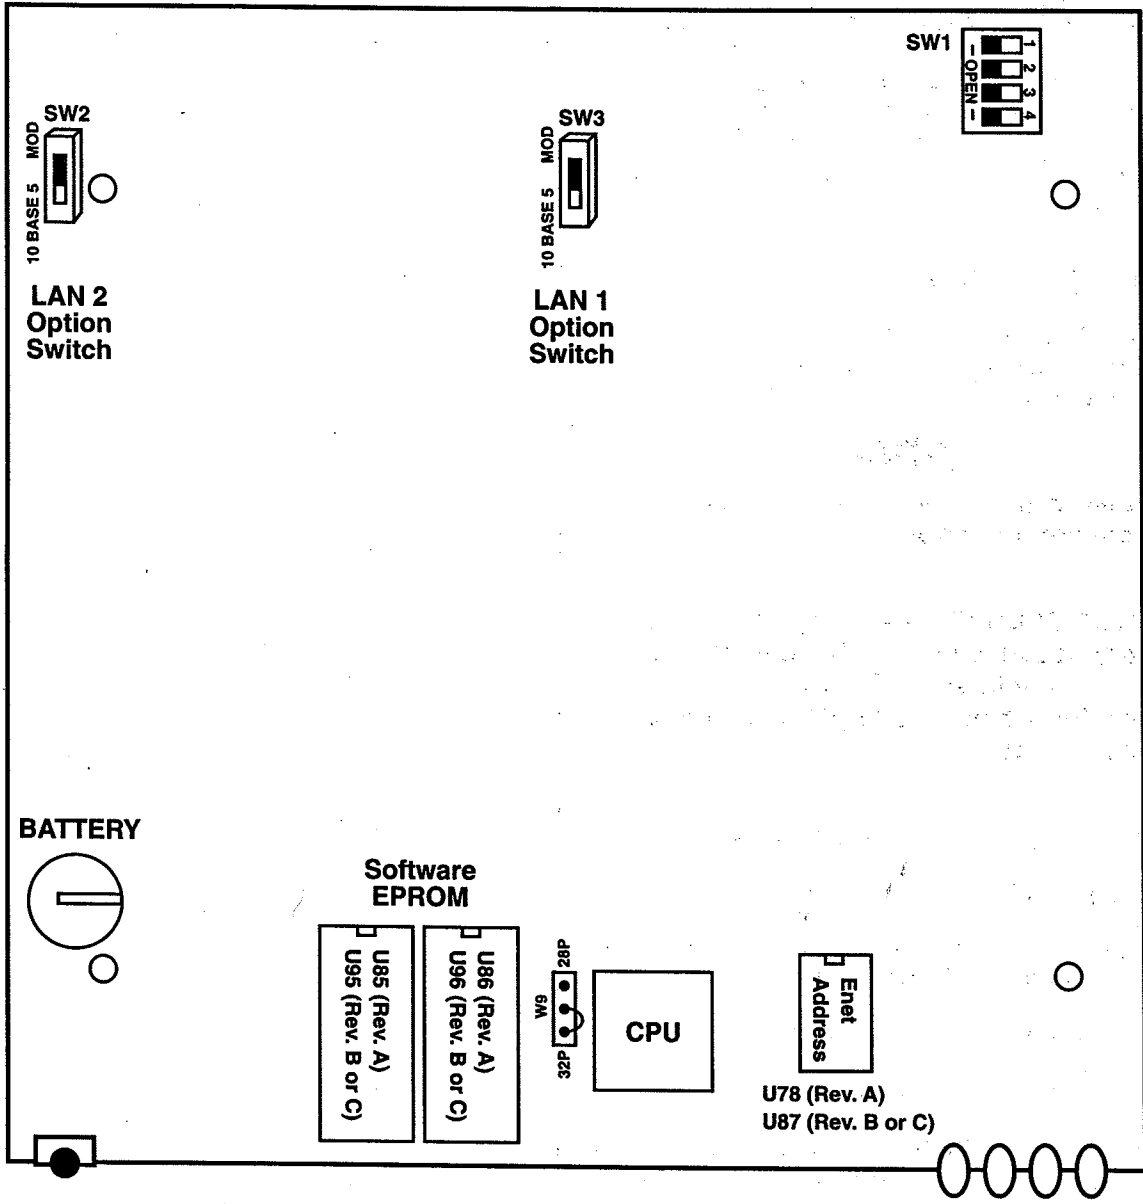 SW1
1
2
3
4
– OPEN –
SW2
MOD
10 BASE 5
LAN 2
Option
Switch
SW3
MOD
10 BASE 5
LAN 1
Option
Switch
BATTERY
Software
EPROM
U85 (Rev. A)
U95 (Rev. B or C)
U86 (Rev. A)
U96 (Rev. B or C)
28P
W9
32P
CPU
Enet
Address
U78 (Rev. A)
U87 (Rev. B or C)